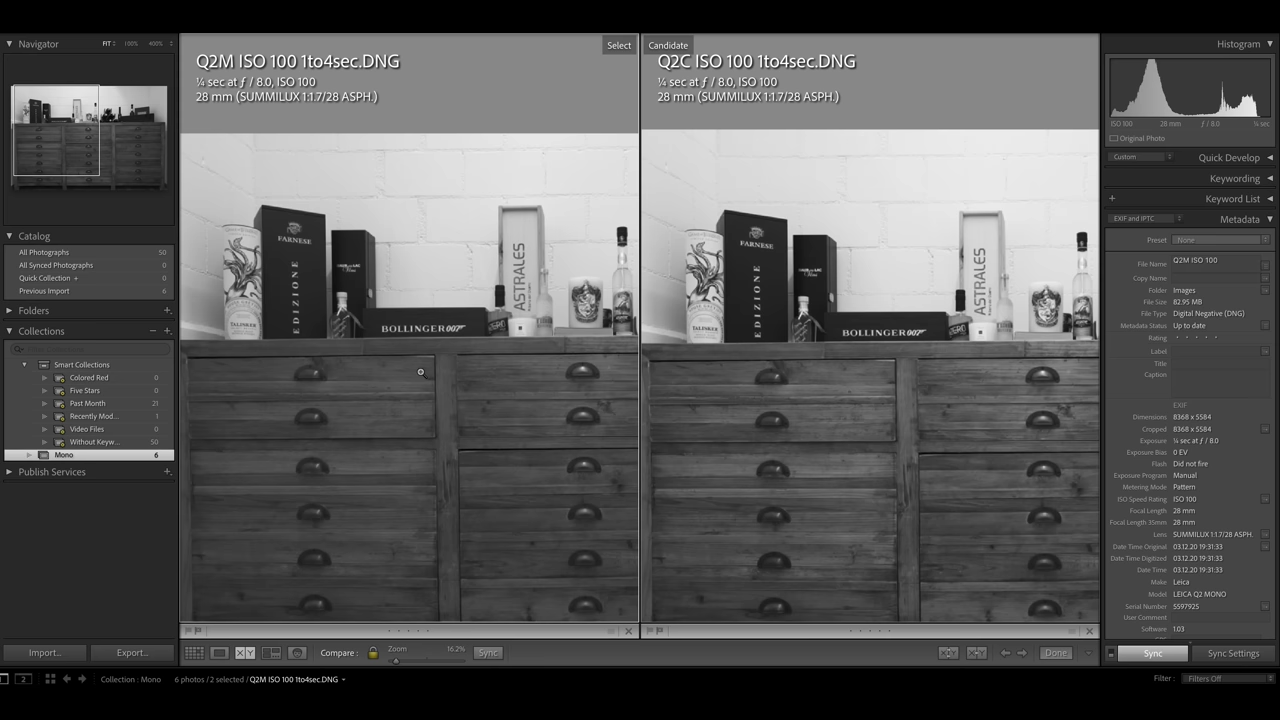 Navigator
FIT
100%
400%
Catalog
All Photographs 50
All Synced Photographs 0
Quick Collection + 0
Previous Import 6
Folders
Collections
Smart Collections
Colored Red 0
Five Stars 0
Past Month 21
Recently Mod... 1
Video Files 0
Without Keyw... 50
Mono 6
Publish Services
Import...
Export...
Select
Q2M ISO 100 1to4sec.DNG
¼ sec at ƒ / 8.0, ISO 100
28 mm (SUMMILUX 1:1.7/28 ASPH.)
FARNESE
EDIZIONE
ASTRALES
TALISKER
BOLLINGER 007
Candidate
Q2C ISO 100 1to4sec.DNG
¼ sec at ƒ / 8.0, ISO 100
28 mm (SUMMILUX 1:1.7/28 ASPH.)
FARNESE
EDIZIONE
ASTRALES
TALISKER
BOLLINGER 007
Compare :
Zoom 16.2%
Sync
Done
2
Collection : Mono
6 photos / 2 selected / Q2M ISO 100 1to4sec.DNG
Filter : Filters Off
Histogram
ISO 100 28 mm ƒ / 8.0 ¼ sec
Original Photo
Custom
Quick Develop
Keywording
Keyword List
EXIF and IPTC
Metadata
Preset None
File Name Q2M ISO 100
Copy Name
Folder Images
File Size 82.95 MB
File Type Digital Negative (DNG)
Metadata Status Up to date
Rating
Label
Title
Caption
EXIF
Dimensions 8368 x 5584
Cropped 8368 x 5584
Exposure ¼ sec at ƒ / 8.0
Exposure Bias 0 EV
Flash Did not fire
Exposure Program Manual
Metering Mode Pattern
ISO Speed Rating ISO 100
Focal Length 28 mm
Focal Length 35mm 28 mm
Lens SUMMILUX 1:1.7/28 ASPH.
Date Time Original 03.12.20 19:31:33
Date Time Digitized 03.12.20 19:31:33
Date Time 03.12.20 19:31:33
Make Leica
Model LEICA Q2 MONO
Serial Number 5597925
User Comment
Software 1.03
Sync
Sync Settings